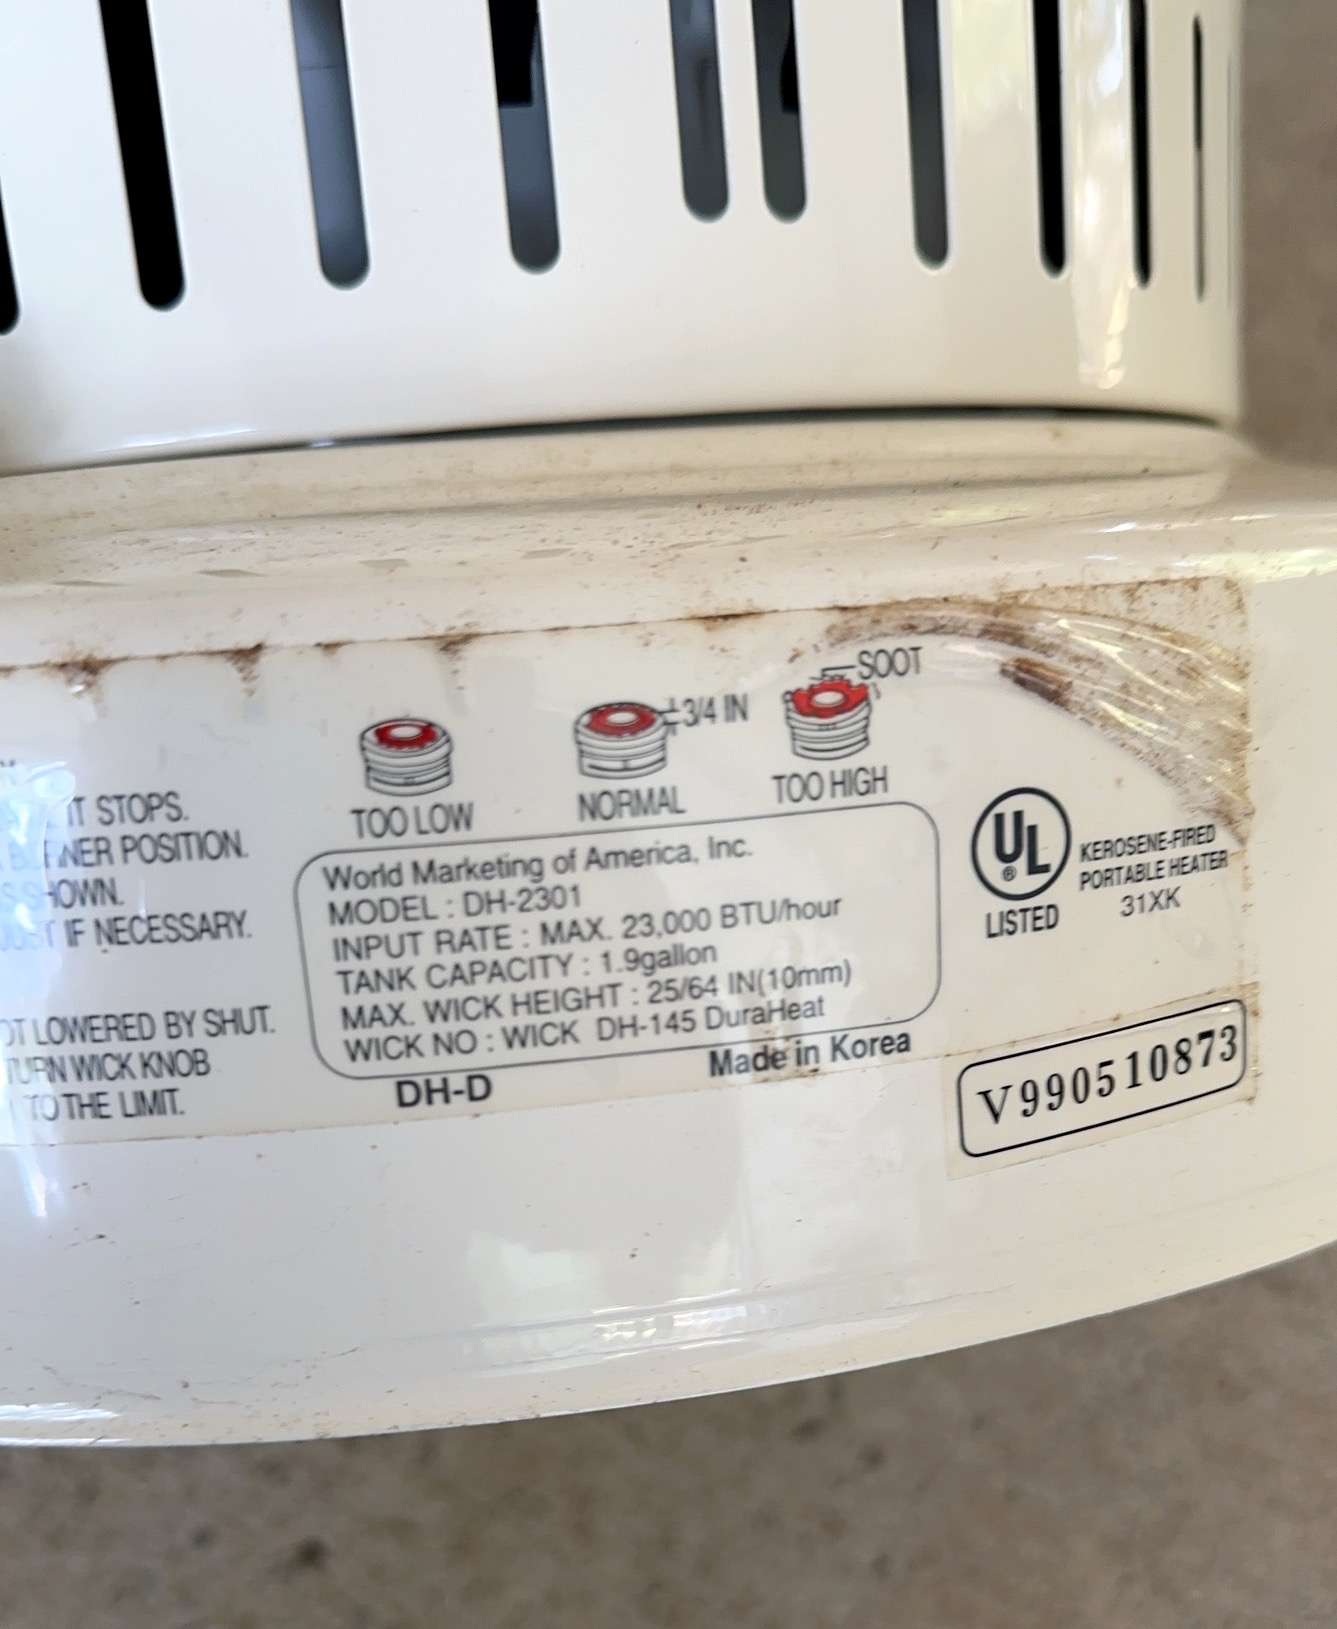 SOOT
3/4 IN
TOO LOW
NORMAL
TOO HIGH
IT STOPS.
BURNER POSITION.
SHOWN.
IF NECESSARY.
LOWERED BY SHUT.
TURN WICK KNOB
TO THE LIMIT.
World Marketing of America, Inc.
MODEL : DH-2301
INPUT RATE : MAX. 23,000 BTU/hour
TANK CAPACITY : 1.9gallon
MAX. WICK HEIGHT : 25/64 IN(10mm)
WICK NO : WICK DH-145 DuraHeat
DH-D
Made in Korea
UL
®
LISTED
KEROSENE-FIRED
PORTABLE HEATER
31XK
V990510873